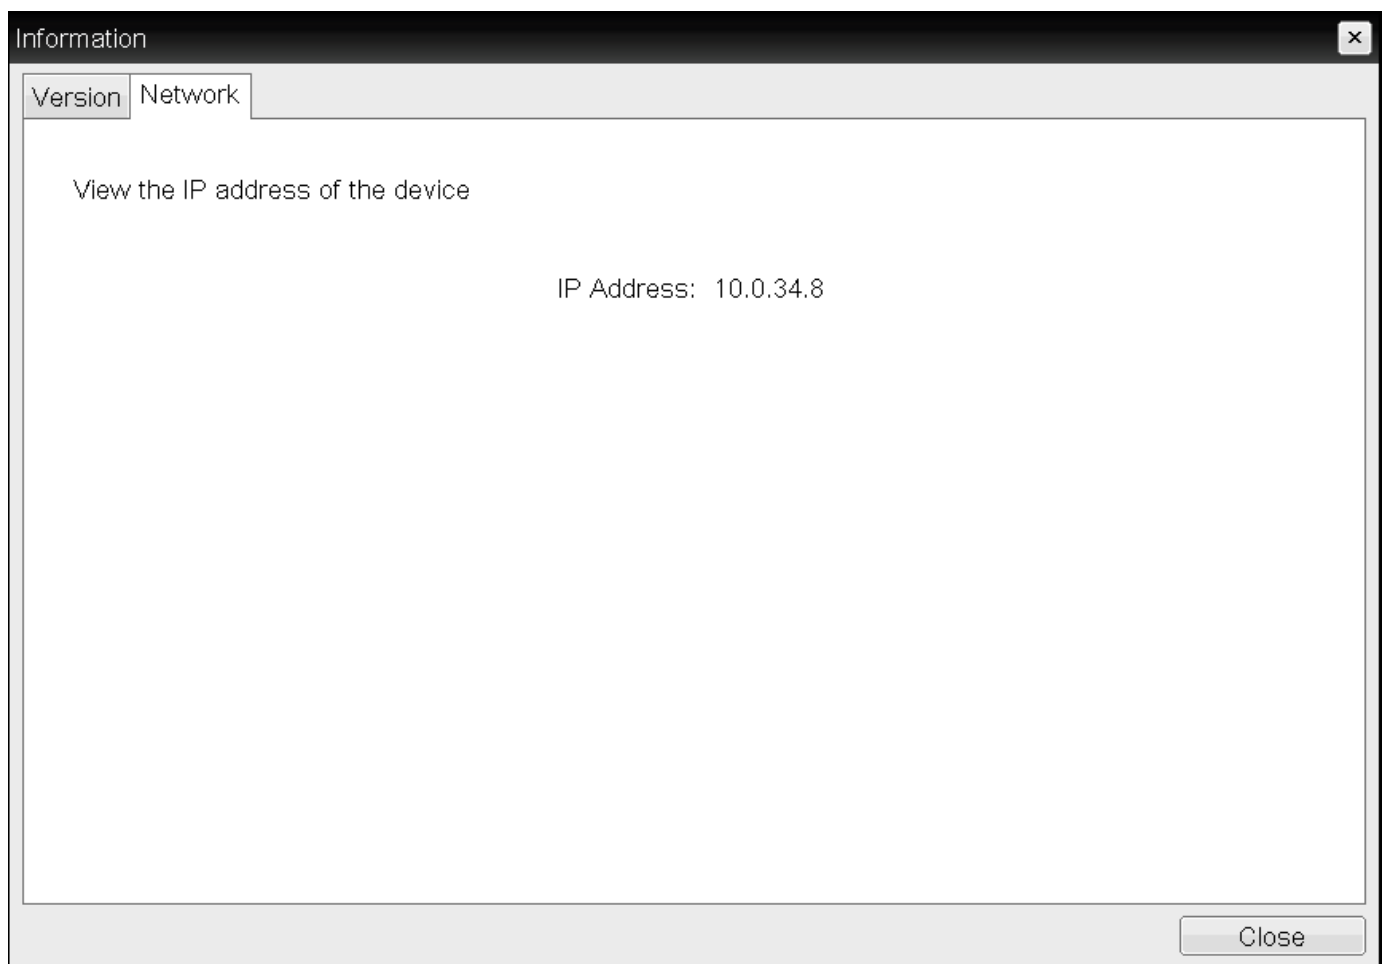 Information
Version Network
View the IP address of the device
IP Address: 10.0.34.8
Close